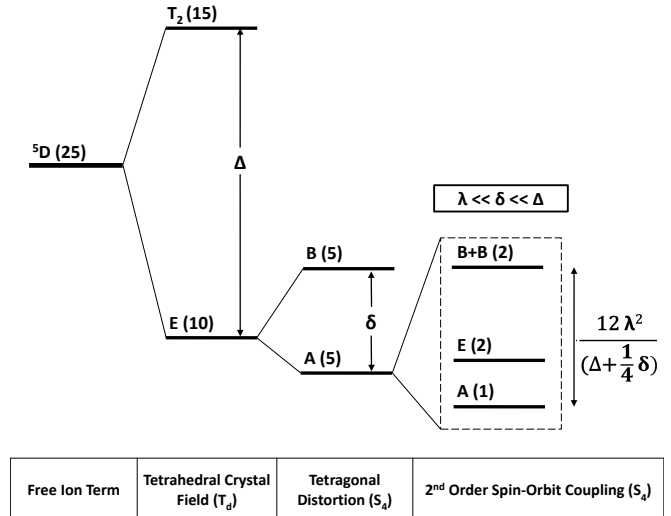 T₂ (15)
⁵D (25)
Δ
λ << δ << Δ
B (5)
B+B (2)
E (10)
δ
12 λ²
(Δ+ 1/4 δ)
E (2)
A (5)
A (1)
Free Ion Term
Tetrahedral Crystal
Field (T_d)
Tetragonal
Distortion (S₄)
2ⁿᵈ Order Spin-Orbit Coupling (S₄)